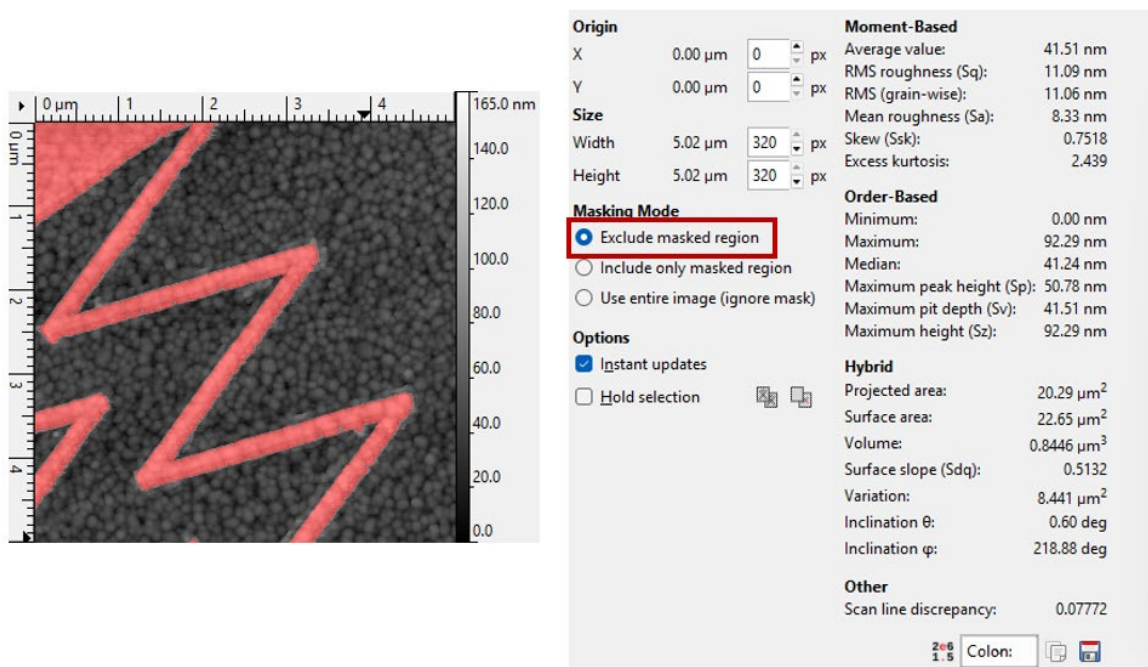 0 μm 1 2 3 4
0 μm
1
2
3
4
165.0 nm
140.0
120.0
100.0
80.0
60.0
40.0
20.0
0.0
Origin
X 0.00 μm 0 px
Y 0.00 μm 0 px
Size
Width 5.02 μm 320 px
Height 5.02 μm 320 px
Masking Mode
Exclude masked region
Include only masked region
Use entire image (ignore mask)
Options
Instant updates
Hold selection
Moment-Based
Average value: 41.51 nm
RMS roughness (Sq): 11.09 nm
RMS (grain-wise): 11.06 nm
Mean roughness (Sa): 8.33 nm
Skew (Ssk): 0.7518
Excess kurtosis: 2.439
Order-Based
Minimum: 0.00 nm
Maximum: 92.29 nm
Median: 41.24 nm
Maximum peak height (Sp): 50.78 nm
Maximum pit depth (Sv): 41.51 nm
Maximum height (Sz): 92.29 nm
Hybrid
Projected area: 20.29 μm²
Surface area: 22.65 μm²
Volume: 0.8446 μm³
Surface slope (Sdq): 0.5132
Variation: 8.441 μm²
Inclination θ: 0.60 deg
Inclination φ: 218.88 deg
Other
Scan line discrepancy: 0.07772
2e6
1.5
Colon: